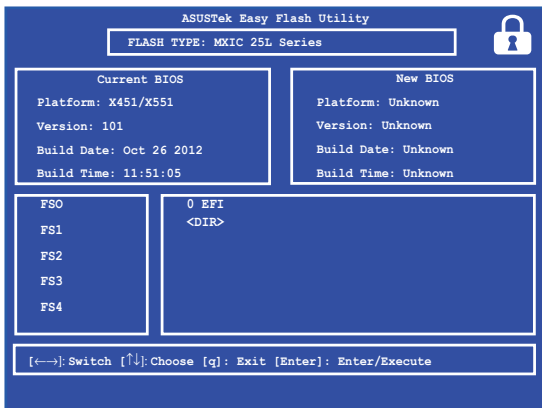 ASUSTek Easy Flash Utility
FLASH TYPE: MXIC 25L Series
Current BIOS
Platform: X451/X551
Version: 101
Build Date: Oct 26 2012
Build Time: 11:51:05
New BIOS
Platform: Unknown
Version: Unknown
Build Date: Unknown
Build Time: Unknown
FSO
FS1
FS2
FS3
FS4
0 EFI
<DIR>
[←→]: Switch [↑↓]: Choose [q]: Exit [Enter]: Enter/Execute